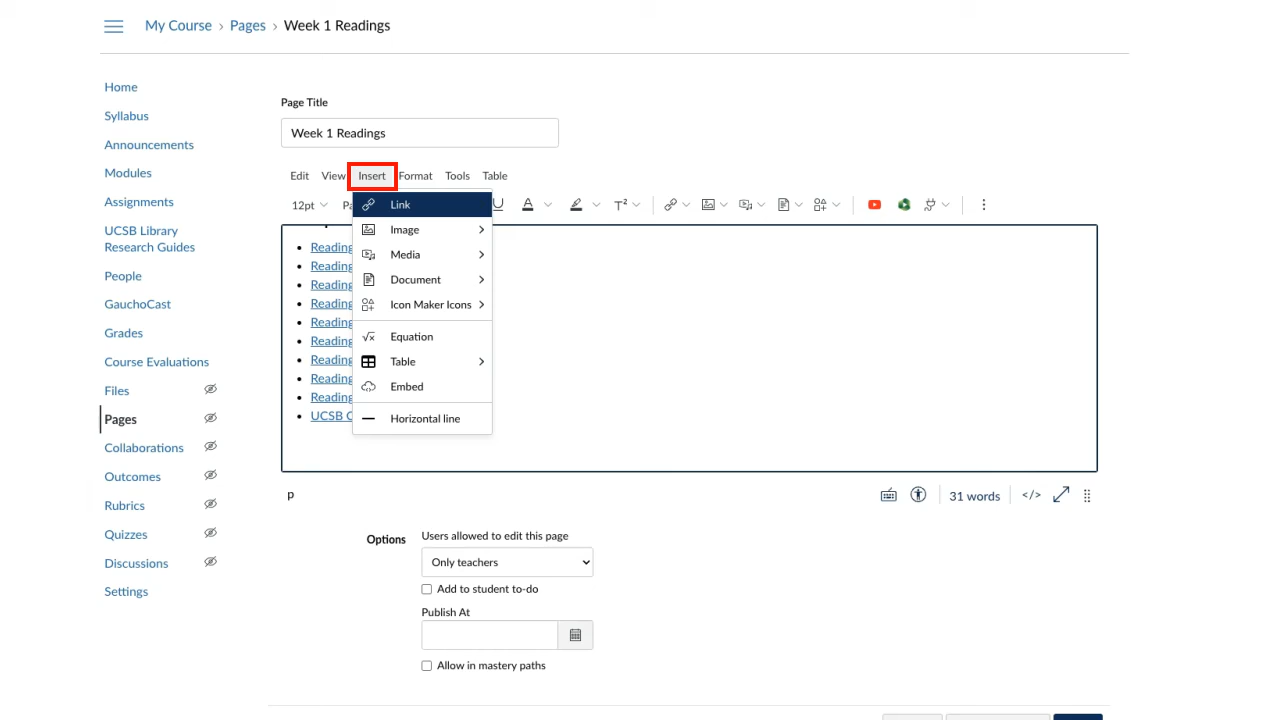 My Course › Pages › Week 1 Readings
Home
Syllabus
Announcements
Modules
Assignments
UCSB Library
Research Guides
People
GauchoCast
Grades
Course Evaluations
Files
Pages
Collaborations
Outcomes
Rubrics
Quizzes
Discussions
Settings
Page Title
Week 1 Readings
Edit View Insert Format Tools Table
12pt
Link
Image
Media
Document
Icon Maker Icons
Equation
Table
Embed
Horizontal line
Reading
Reading
Reading
Reading
Reading
Reading
Reading
Reading
Reading
UCSB
p
31 words </>
Options
Users allowed to edit this page
Only teachers
Add to student to-do
Publish At
Allow in mastery paths